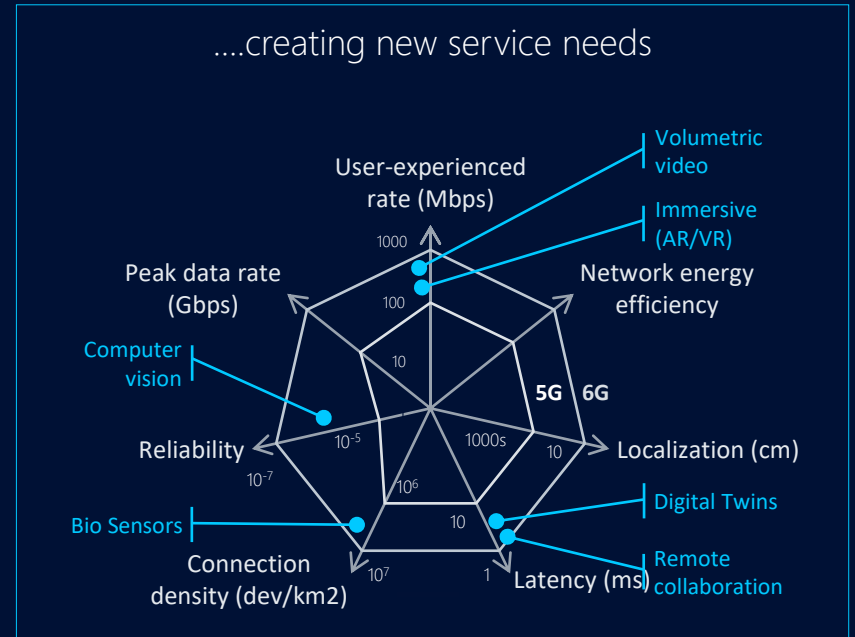 ....creating new service needs
Volumetric
video
User-experienced
rate (Mbps)
Immersive
(AR/VR)
1000
Peak data rate
(Gbps)
Network energy
efficiency
100
Computer
vision
10
5G 6G
Reliability
10⁻⁵
1000s
10
Localization (cm)
10⁻⁷
10⁶
Bio Sensors
10
Digital Twins
Connection
density (dev/km2)
10⁷
1
Latency (ms)
Remote
collaboration